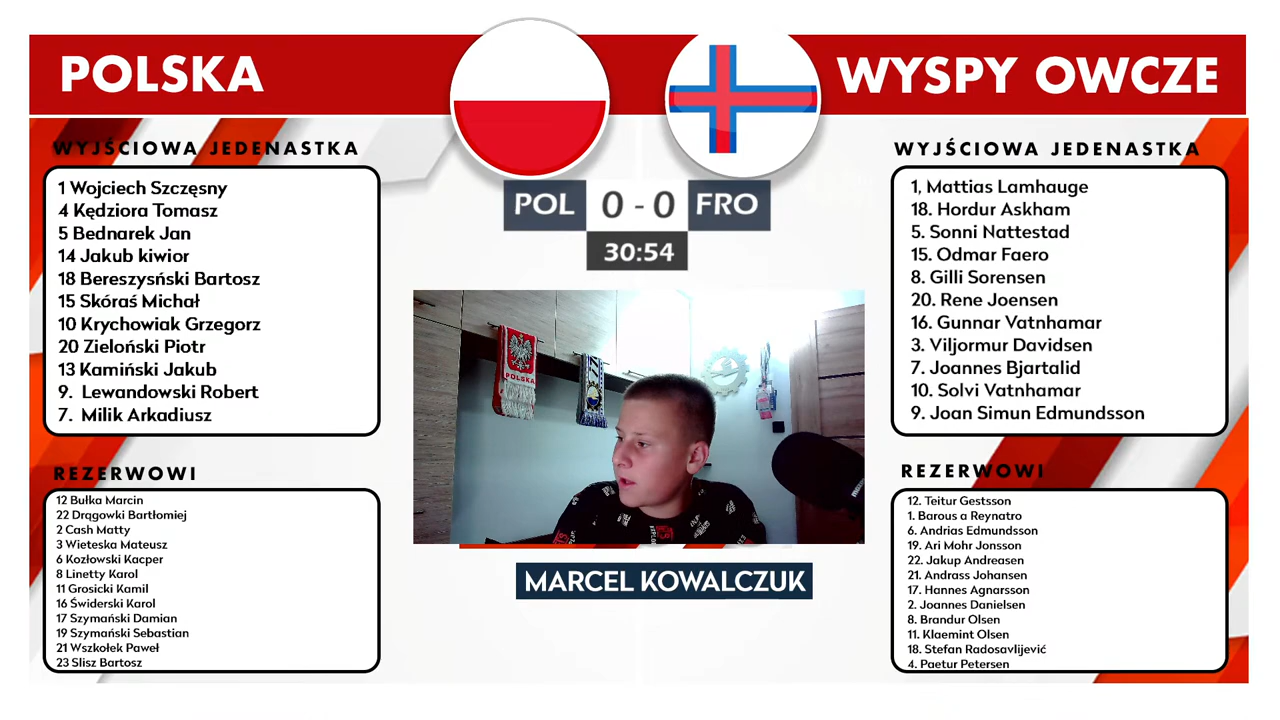 POLSKA
WYSPY OWCZE
WYJŚCIOWA JEDENASTKA
1 Wojciech Szczęsny
4 Kędziora Tomasz
5 Bednarek Jan
14 Jakub kiwior
18 Bereszysński Bartosz
15 Skóraś Michał
10 Krychowiak Grzegorz
20 Zieloński Piotr
13 Kamiński Jakub
9. Lewandowski Robert
7. Milik Arkadiusz
REZERWOWI
12 Bułka Marcin
22 Drągowki Bartłomiej
2 Cash Matty
3 Wieteska Mateusz
6 Kozłowski Kacper
8 Linetty Karol
11 Grosicki Kamil
16 Świderski Karol
17 Szymański Damian
19 Szymański Sebastian
21 Wszkołek Paweł
23 Slisz Bartosz
POL 0 - 0 FRO
30:54
POLSKA
MARCEL KOWALCZUK
WYJŚCIOWA JEDENASTKA
1, Mattias Lamhauge
18. Hordur Askham
5. Sonni Nattestad
15. Odmar Faero
8. Gilli Sorensen
20. Rene Joensen
16. Gunnar Vatnhamar
3. Viljormur Davidsen
7. Joannes Bjartalid
10. Solvi Vatnhamar
9. Joan Simun Edmundsson
REZERWOWI
12. Teitur Gestsson
1. Barous a Reynatro
6. Andrias Edmundsson
19. Ari Mohr Jonsson
22. Jakup Andreasen
21. Andrass Johansen
17. Hannes Agnarsson
2. Joannes Danielsen
8. Brandur Olsen
11. Klaemint Olsen
18. Stefan Radosavlijević
4. Paetur Petersen